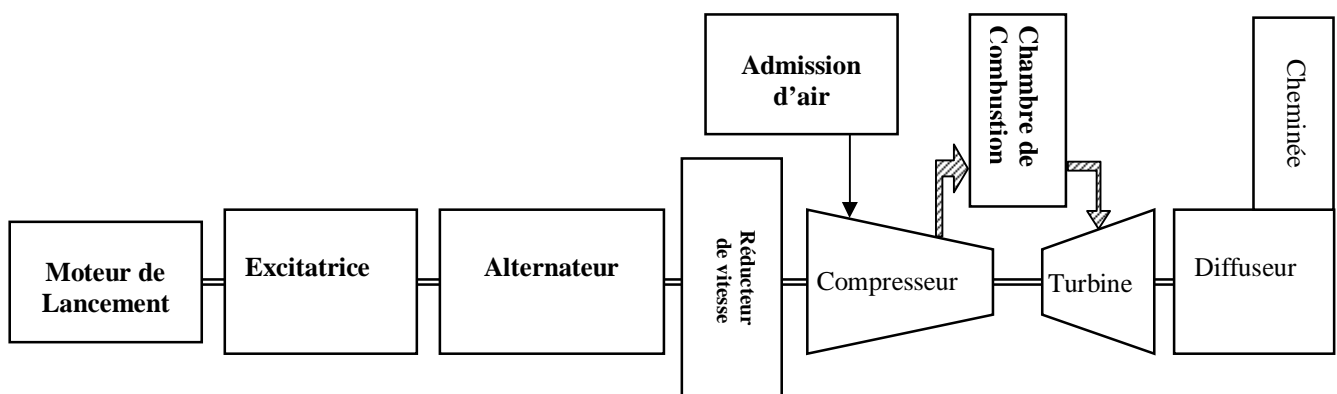 Moteur de
Lancement
Excitatrice
Alternateur
Réducteur
de vitesse
Admission
d’air
Compresseur
Chambre de
Combustion
Turbine
Diffuseur
Cheminée